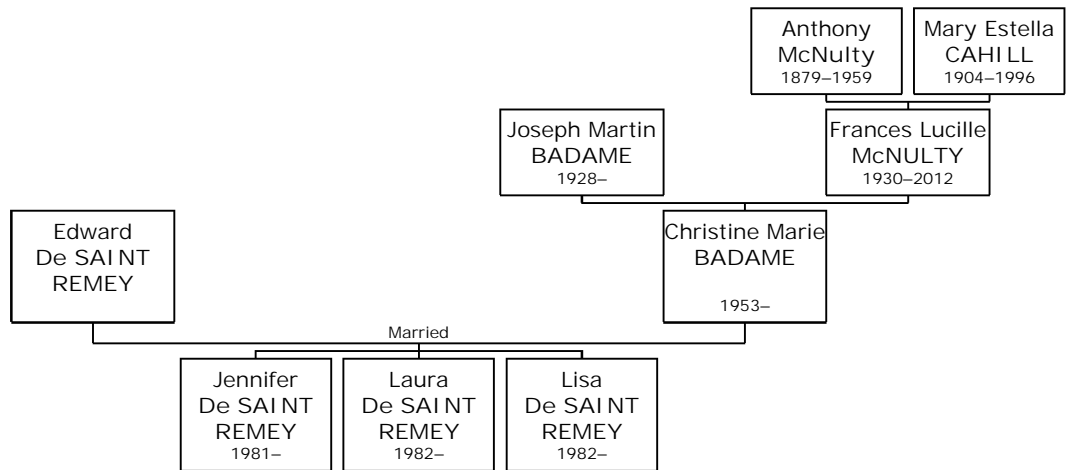 Anthony
McNulty
1879–1959
Mary Estella
CAHILL
1904–1996
Joseph Martin
BADAME
1928–
Frances Lucille
McNULTY
1930–2012
Edward
De SAINT
REMEY
Christine Marie
BADAME
1953–
Married
Jennifer
De SAINT
REMEY
1981–
Laura
De SAINT
REMEY
1982–
Lisa
De SAINT
REMEY
1982–